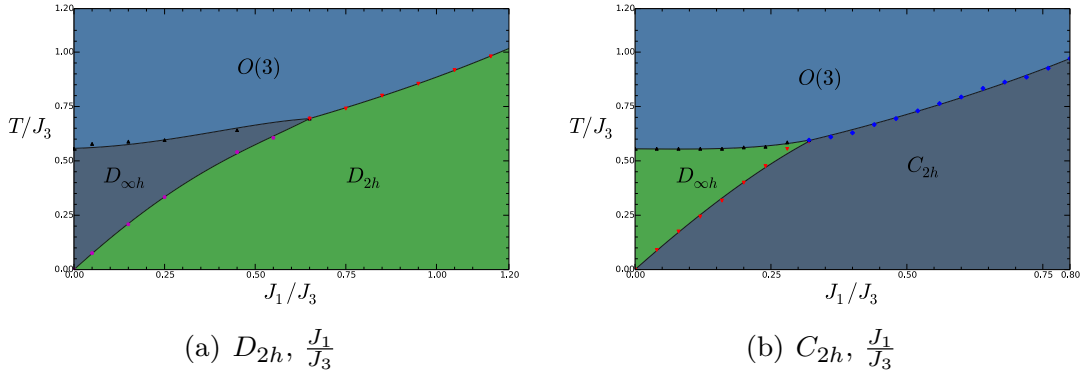 1.20
1.00
0.75
T/J₃
0.50
0.25
0.00
O(3)
D∞h
D2h
0.00 0.25 0.50 0.75 1.00 1.20
J₁/J₃
(a) D2h, J₁/J₃
1.20
1.00
0.75
T/J₃
0.50
0.25
0.00
O(3)
D∞h
C2h
0.00 0.25 0.50 0.75 0.80
J₁/J₃
(b) C2h, J₁/J₃